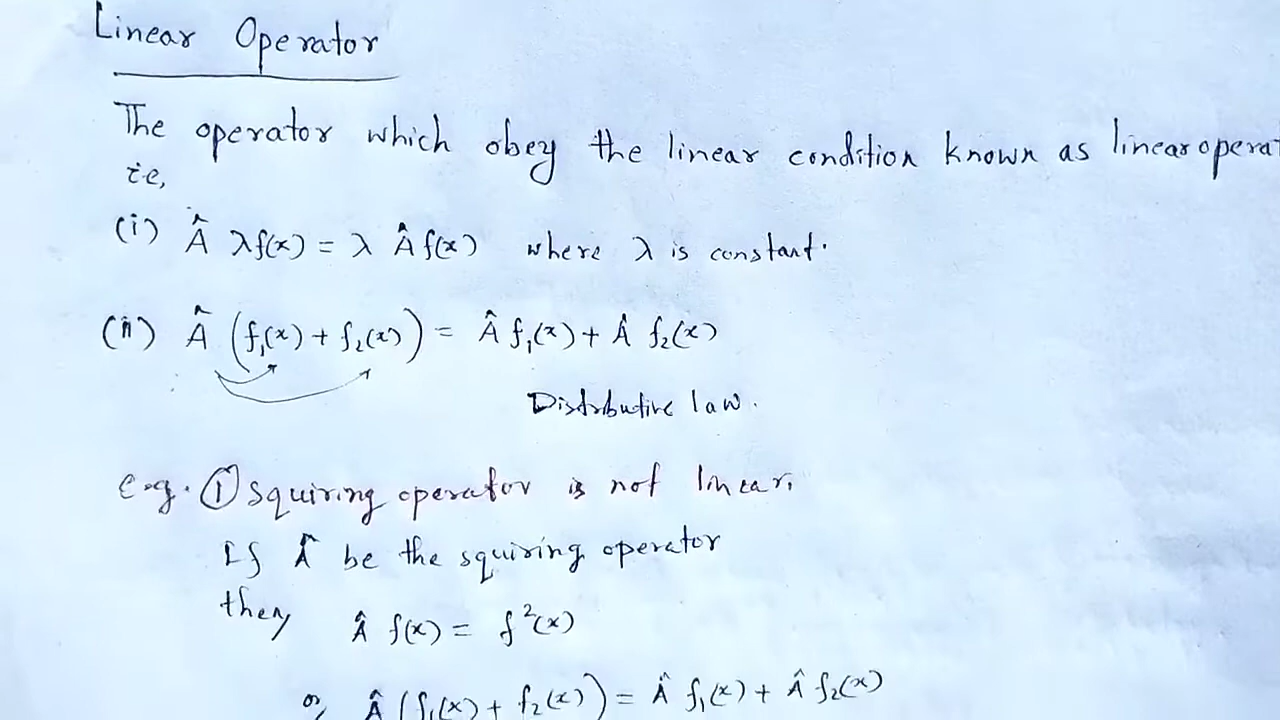 Linear Operator
The operator which obey the linear condition known as linear operat
ie,
(i) Â λf(x) = λ Â f(x) where λ is constant.
(ii) Â (f₁(x) + f₂(x)) = Â f₁(x) + Â f₂(x)
Distributive law.
e.g. ① squiring operator is not linear.
If Â be the squiring operator
then Â f(x) = f²(x)
or, Â (f₁(x) + f₂(x)) = Â f₁(x) + Â f₂(x)